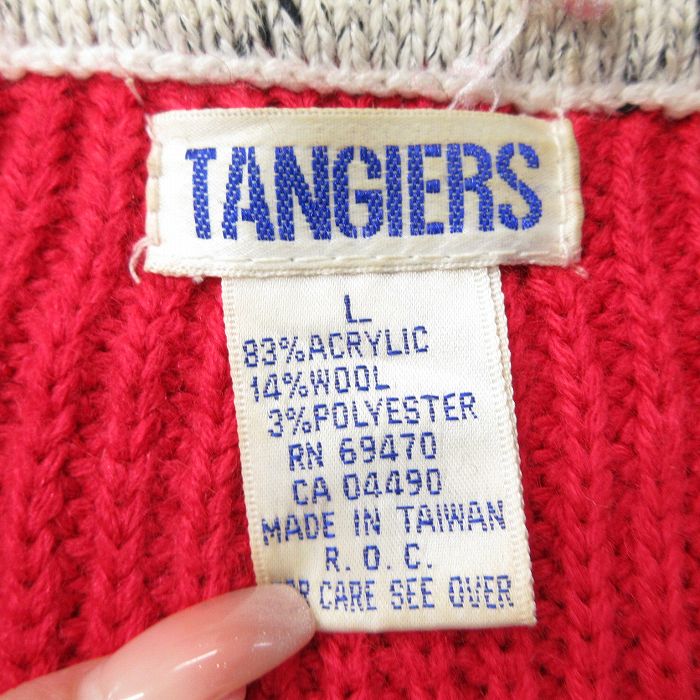 TANGIERS
L
83%ACRYLIC
14%WOOL
3%POLYESTER
RN 69470
CA 04490
MADE IN TAIWAN
R.O.C.
CARE SEE OVER